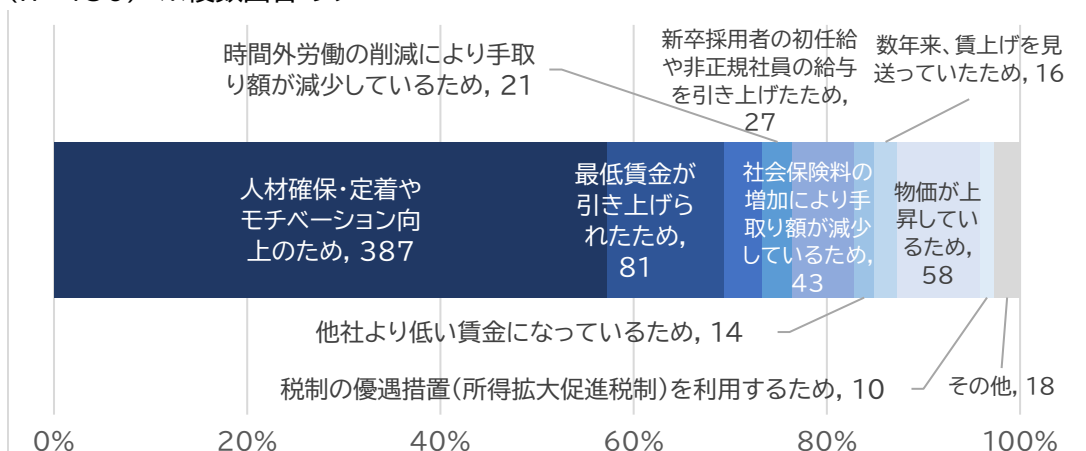 時間外労働の削減により手取
り額が減少しているため, 21
新卒採用者の初任給
や非正規社員の給与
を引き上げたため,
27
数年来、賃上げを見
送っていたため, 16
人材確保・定着や
モチベーション向
上のため, 387
最低賃金が
引き上げら
れたため,
81
社会保険料の
増加により手
取り額が減少
しているため,
43
物価が上
昇してい
るため,
58
他社より低い賃金になっているため, 14
税制の優遇措置(所得拡大促進税制)を利用するため, 10
その他, 18
0%
20%
40%
60%
80%
100%